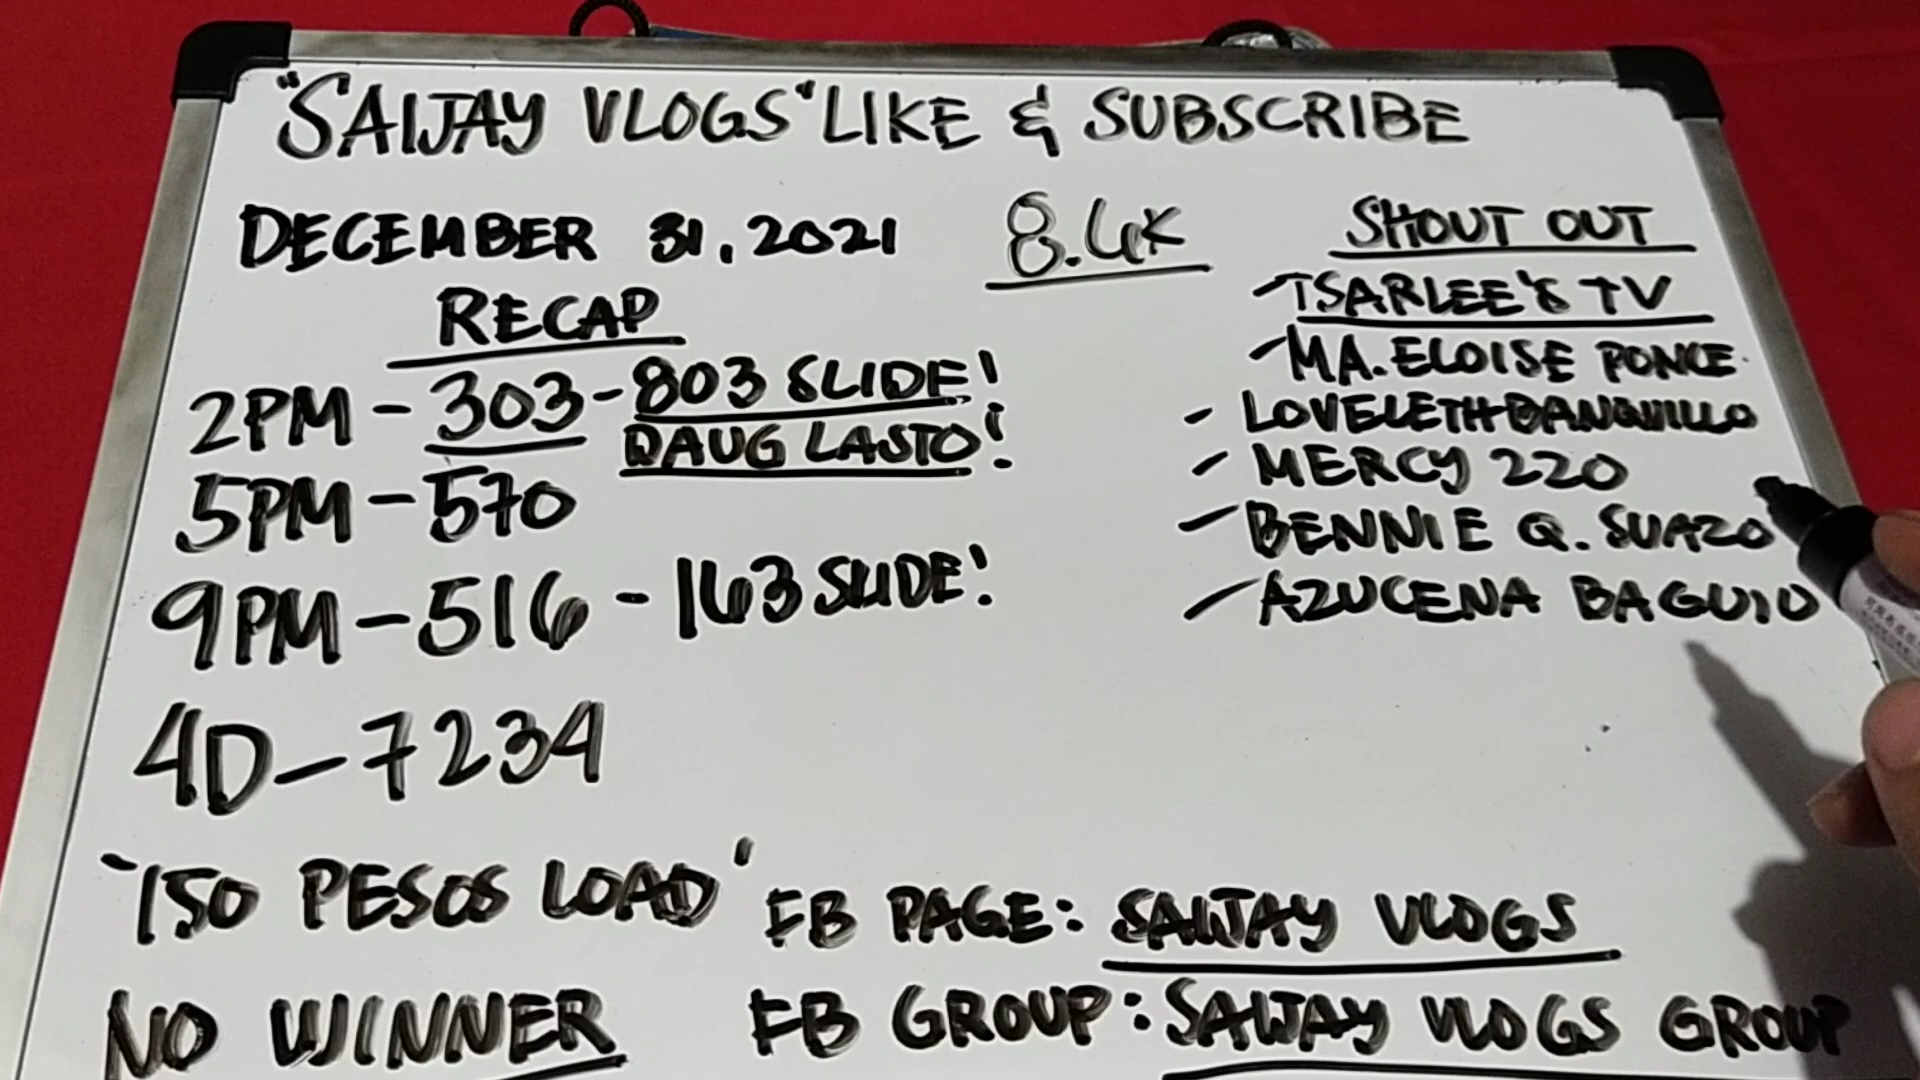 "SAIJAY VLOGS" LIKE & SUBSCRIBE
DECEMBER 31, 2021
8.4K
RECAP
2PM - 303 - 803 SLIDE!
DAUG LASTO!
5PM - 570
9PM - 516 - 163 SLIDE!
4D - 7234
"150 PESOS LOAD"
NO WINNER
SHOUT OUT
- TSARLEE'S TV
- MA. ELOISE PONCE
- LOVELETH BANQUILLO
- MERCY 220
- BENNIE Q. SUAZO
- AZUCENA BAGUIO
FB PAGE: SAIJAY VLOGS
FB GROUP: SAIJAY VLOGS GROUP